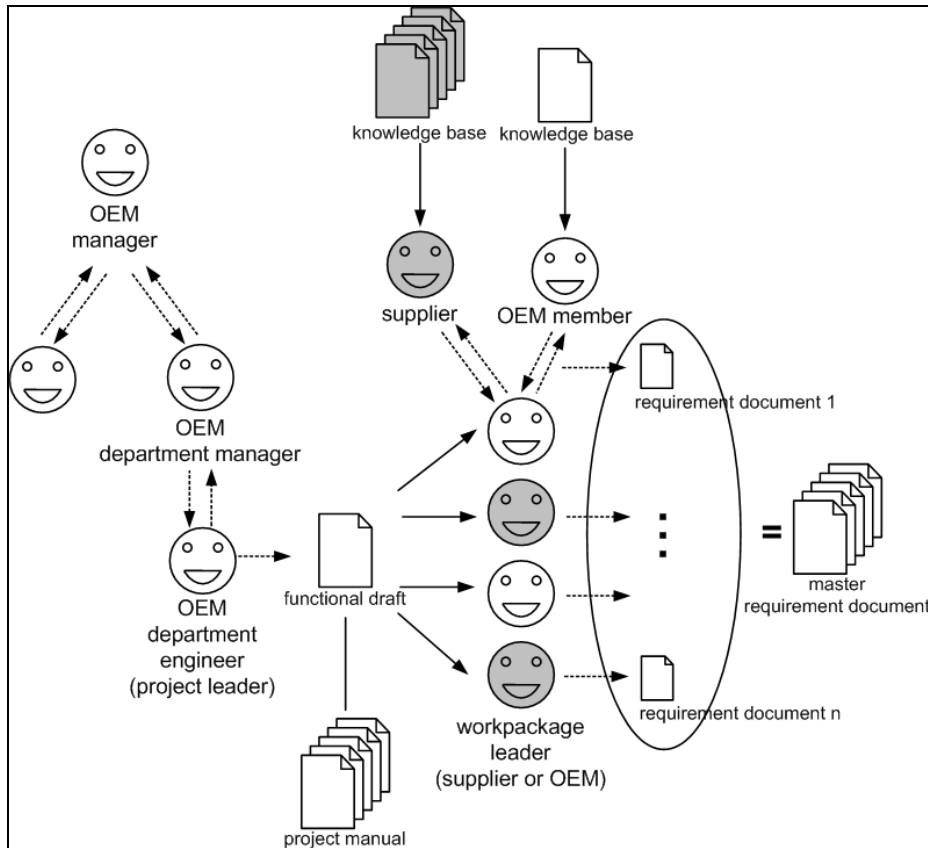 knowledge base
knowledge base
OEM
manager
supplier
OEM member
requirement document 1
OEM
department manager
functional draft
=
master
requirement document
OEM
department
engineer
(project leader)
requirement document n
workpackage
leader
(supplier or OEM)
project manual